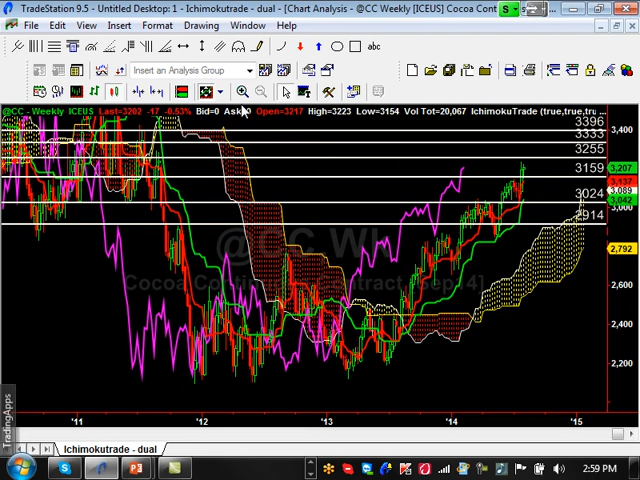 TradeStation 9.5 - Untitled Desktop: 1 - Ichimokutrade - dual - [Chart Analysis - @CC Weekly [ICEUS] Cocoa Cont
File Edit View Insert Format Drawing Window Help
abc
Insert an Analysis Group
@CC - Weekly ICEUS Last=3202 -17 -0.53% Bid=0 Open=3217 High=3223 Low=3154 Vol Tot=20,067 IchimokuTrade (true,true,tru...
3396
3333
3255
3159
3024
2914
3,400
3,207
3,137
3,089
3,042
3,000
2,792
2,600
2,400
2,200
@CC Wk
'11 '12 '13 '14 '15
TradingApps
Ichimokutrade - dual
2:59 PM